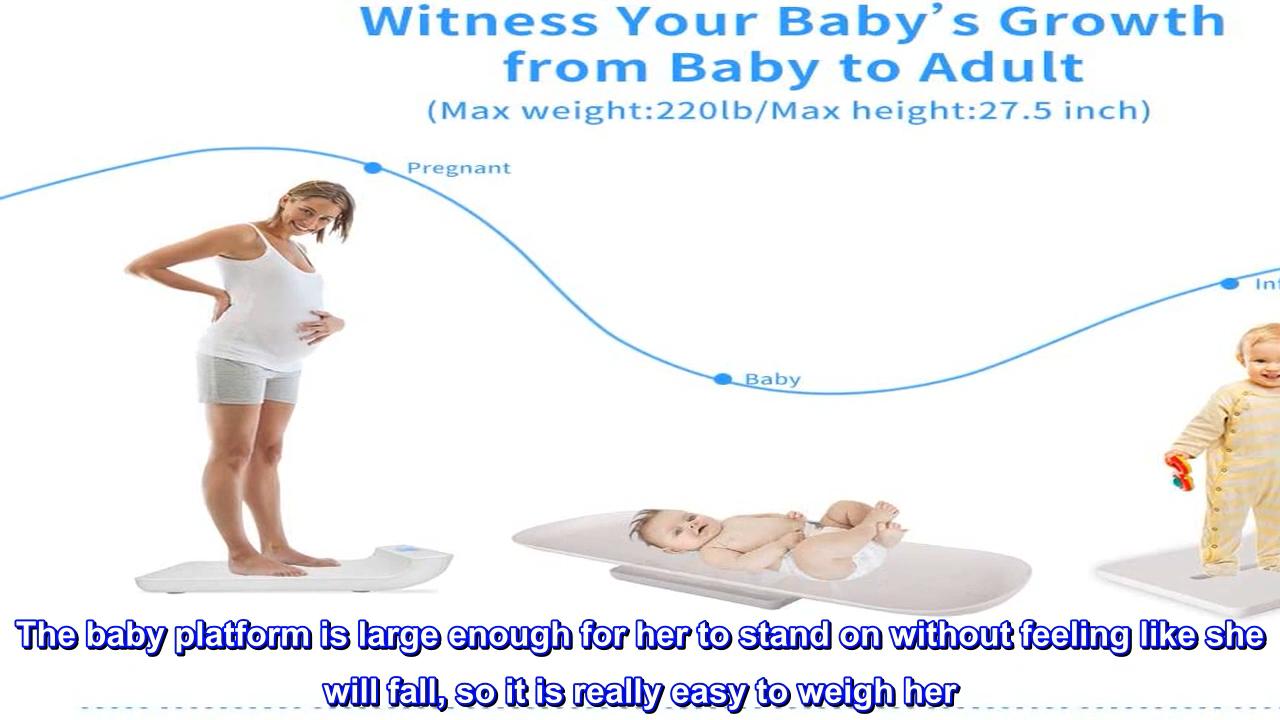 Witness Your Baby’s Growth
from Baby to Adult
(Max weight:220lb/Max height:27.5 inch)
Pregnant
Baby
The baby platform is large enough for her to stand on without feeling like she
will fall, so it is really easy to weigh her